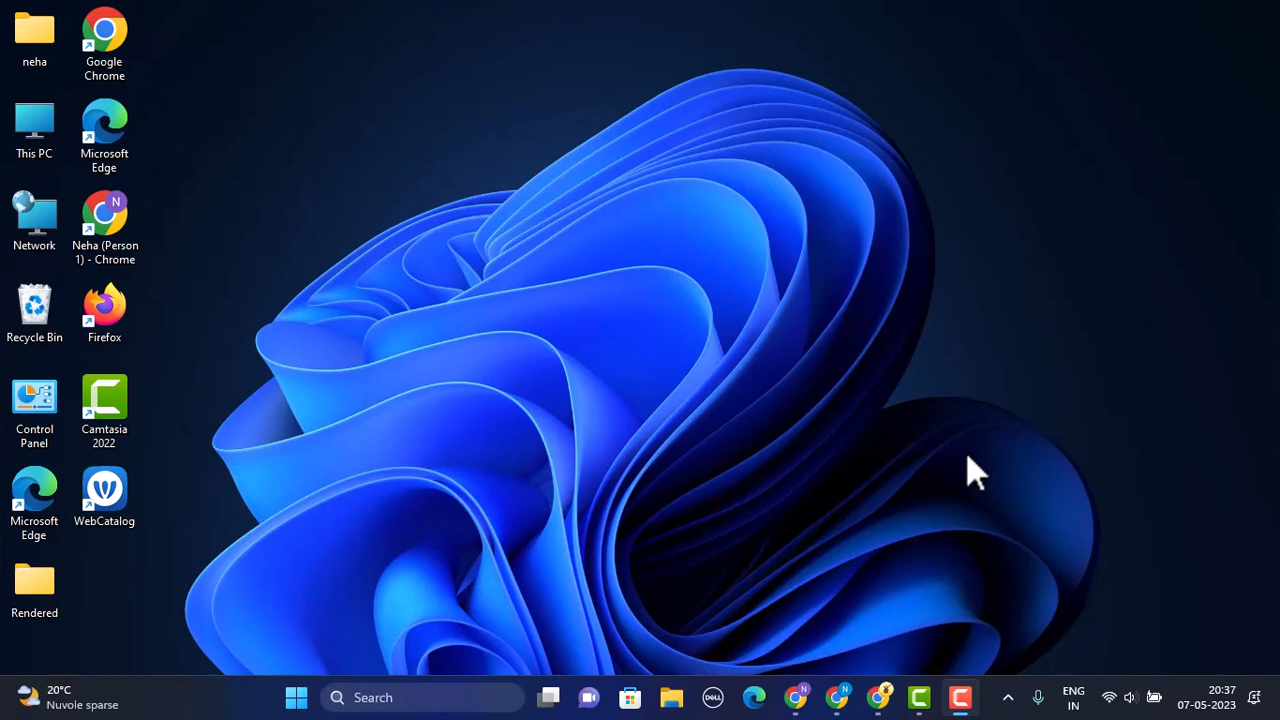 neha
Google
Chrome
This PC
Microsoft
Edge
N
Network
Neha (Person
1) - Chrome
Recycle Bin
Firefox
Control
Panel
Camtasia
2022
Microsoft
Edge
WebCatalog
Rendered
20°C
Nuvole sparse
Search
DELL
N
N
ENG
IN
20:37
07-05-2023